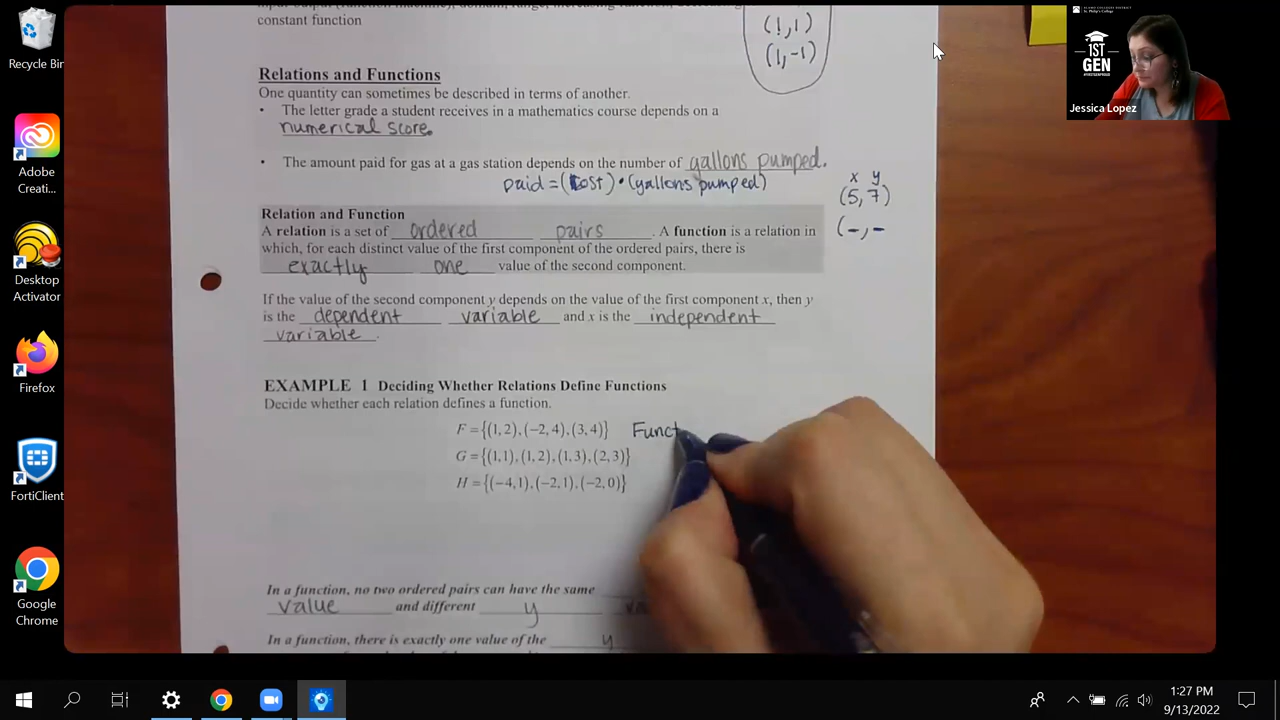 constant function
(1,1)
(1,-1)
Relations and Functions
One quantity can sometimes be described in terms of another.
• The letter grade a student receives in a mathematics course depends on a
numerical score.
• The amount paid for gas at a gas station depends on the number of gallons pumped.
paid = (cost) • (gallons pumped)
x y
(5, 7)
(-, -
Relation and Function
A relation is a set of ordered pairs. A function is a relation in
which, for each distinct value of the first component of the ordered pairs, there is
exactly one value of the second component.
If the value of the second component y depends on the value of the first component x, then y
is the dependent variable and x is the independent
variable.
EXAMPLE 1 Deciding Whether Relations Define Functions
Decide whether each relation defines a function.
F = {(1, 2), (−2, 4), (3, 4)} Funct
G = {(1, 1), (1, 2), (1, 3), (2, 3)}
H = {(−4, 1), (−2, 1), (−2, 0)}
In a function, no two ordered pairs can have the same
value and different y
In a function, there is exactly one value of the y
Recycle Bin
Adobe
Creati...
Desktop
Activator
Firefox
FortiClient
Google
Chrome
1ST
GEN
Jessica Lopez
1:27 PM
9/13/2022